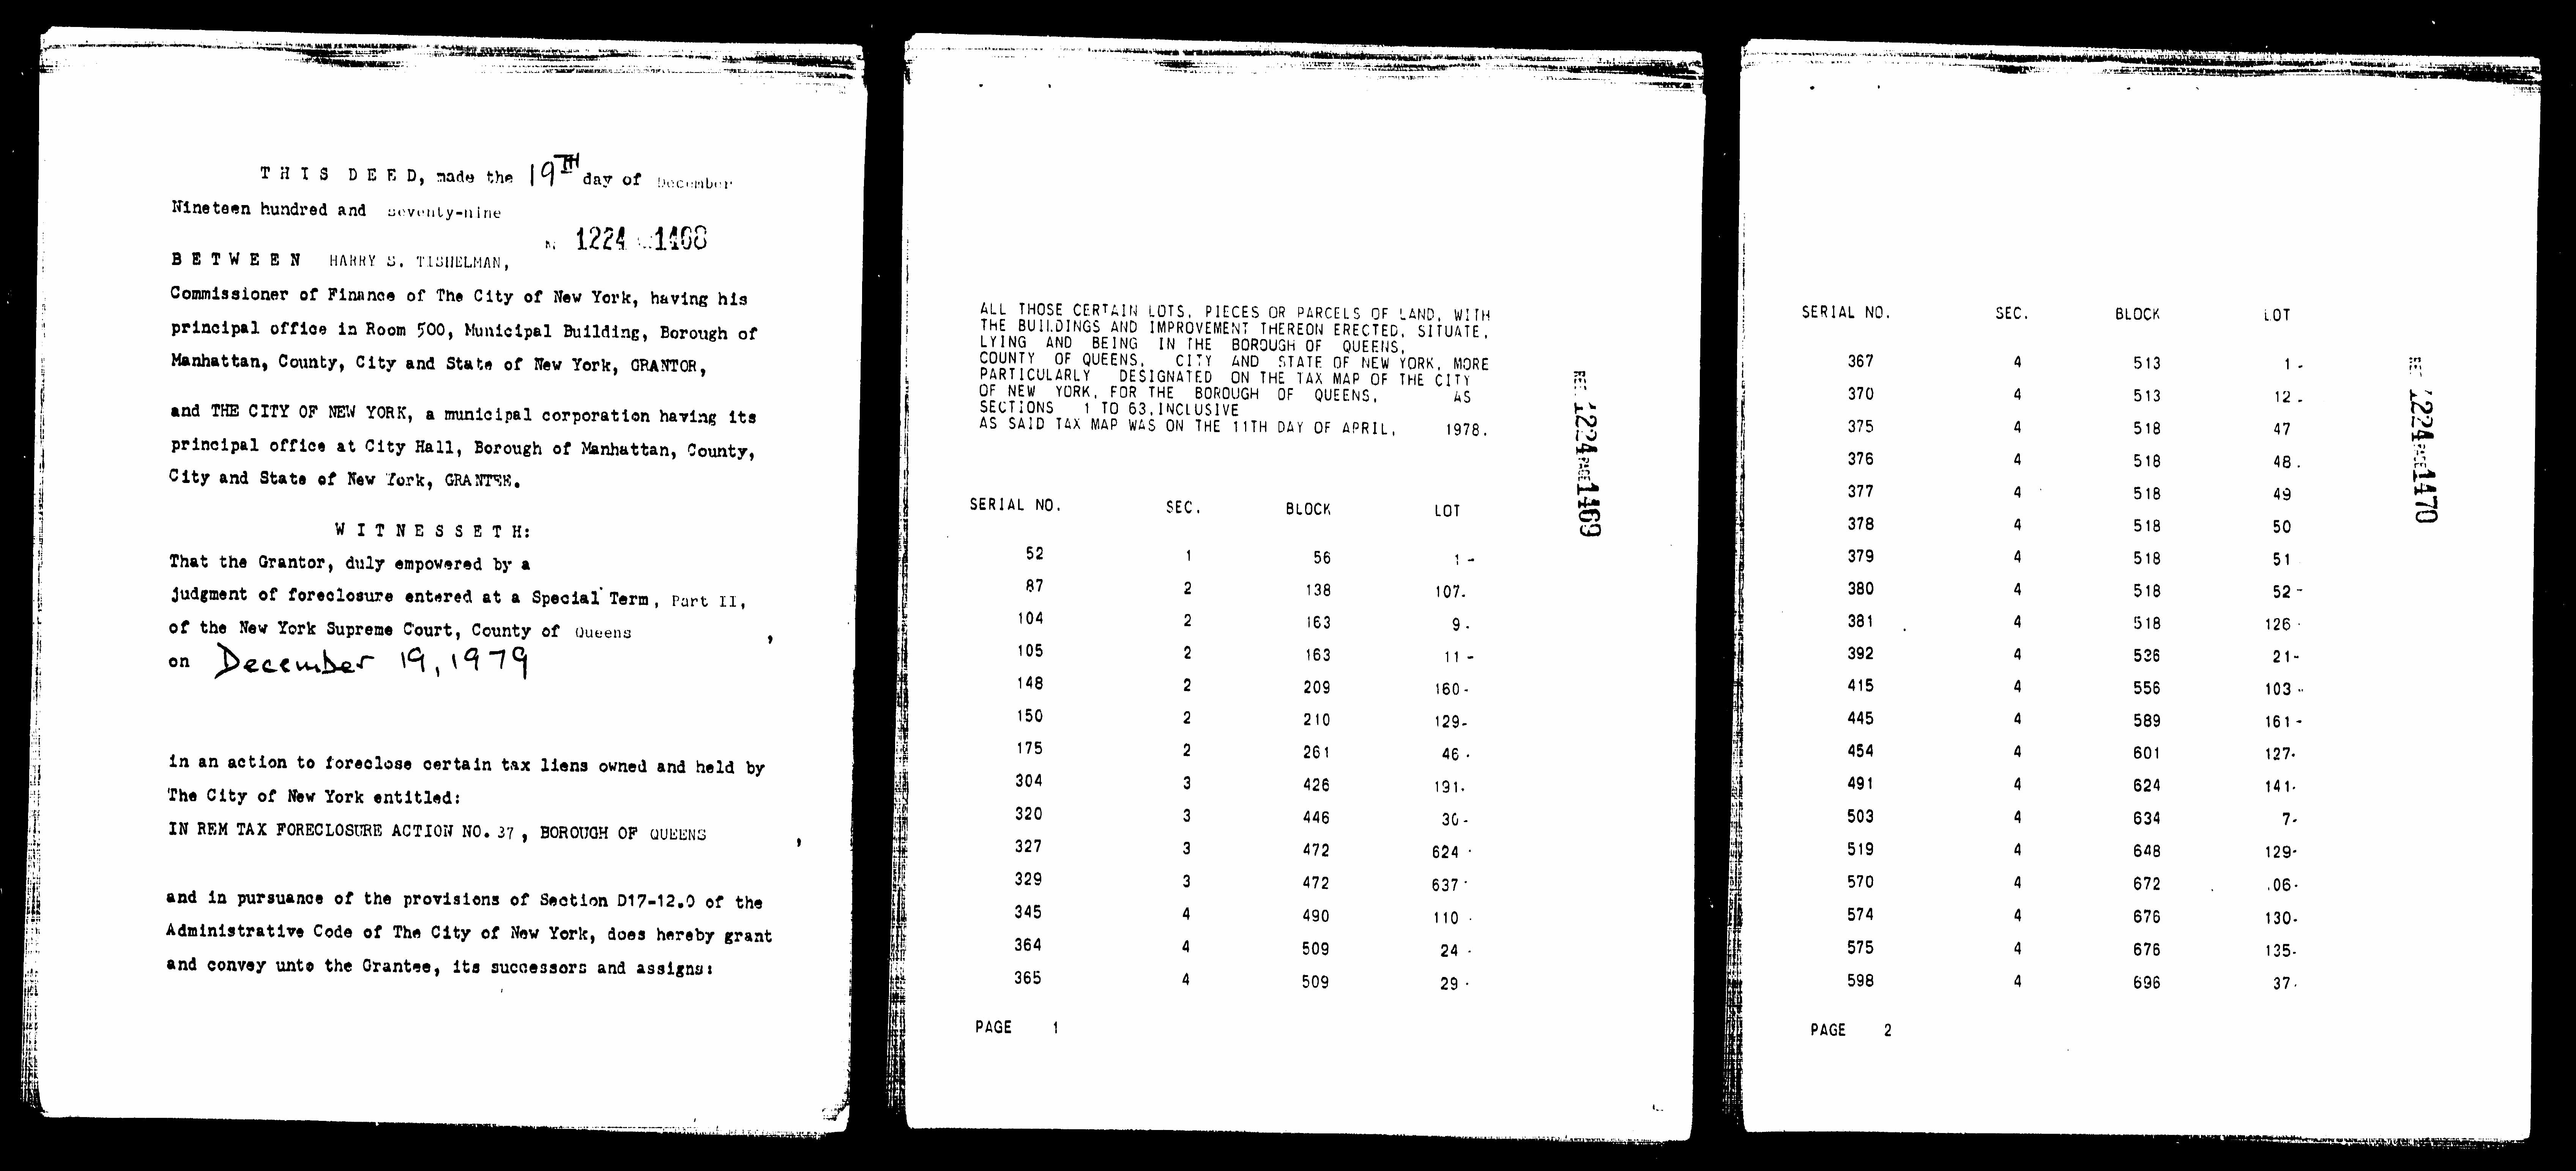 THIS DEED, made the 19TH day of December
Nineteen hundred and seventy-nine
1224 1468
BETWEEN HARRY S. TISHELMAN,
Commissioner of Finance of The City of New York, having his
principal office in Room 500, Municipal Building, Borough of
Manhattan, County, City and State of New York, GRANTOR,
and THE CITY OF NEW YORK, a municipal corporation having its
principal office at City Hall, Borough of Manhattan, County,
City and State of New York, GRANTEE.
WITNESSETH:
That the Grantor, duly empowered by a
judgment of foreclosure entered at a Special Term, Part II,
of the New York Supreme Court, County of Queens ,
on December 19, 1979
in an action to foreclose certain tax liens owned and held by
The City of New York entitled:
IN REM TAX FORECLOSURE ACTION NO. 37, BOROUGH OF QUEENS ,
and in pursuance of the provisions of Section D17-12.0 of the
Administrative Code of The City of New York, does hereby grant
and convey unto the Grantee, its successors and assigns:
ALL THOSE CERTAIN LOTS, PIECES OR PARCELS OF LAND, WITH
THE BUILDINGS AND IMPROVEMENT THEREON ERECTED, SITUATE,
LYING AND BEING IN THE BOROUGH OF QUEENS,
COUNTY OF QUEENS, CITY AND STATE OF NEW YORK, MORE
PARTICULARLY DESIGNATED ON THE TAX MAP OF THE CITY
OF NEW YORK, FOR THE BOROUGH OF QUEENS, AS
SECTIONS 1 TO 63, INCLUSIVE
AS SAID TAX MAP WAS ON THE 11TH DAY OF APRIL, 1978.
REEL 1224 PAGE 1469
SERIAL NO. SEC. BLOCK LOT
52 1 56 1 -
87 2 138 107.
104 2 163 9.
105 2 163 11 -
148 2 209 160-
150 2 210 129-
175 2 261 46.
304 3 426 191.
320 3 446 30-
327 3 472 624 ·
329 3 472 637 ·
345 4 490 110 ·
364 4 509 24 ·
365 4 509 29 ·
PAGE 1
SERIAL NO. SEC. BLOCK LOT
367 4 513 1 -
370 4 513 12 -
375 4 518 47
376 4 518 48.
377 4 518 49
378 4 518 50
379 4 518 51
380 4 518 52 -
381 4 518 126 ·
392 4 536 21-
415 4 556 103 -
445 4 589 161 -
454 4 601 127·
491 4 624 141·
503 4 634 7-
519 4 648 129-
570 4 672 .06·
574 4 676 130-
575 4 676 135-
598 4 696 37.
PAGE 2
REEL 1224 PAGE 1470